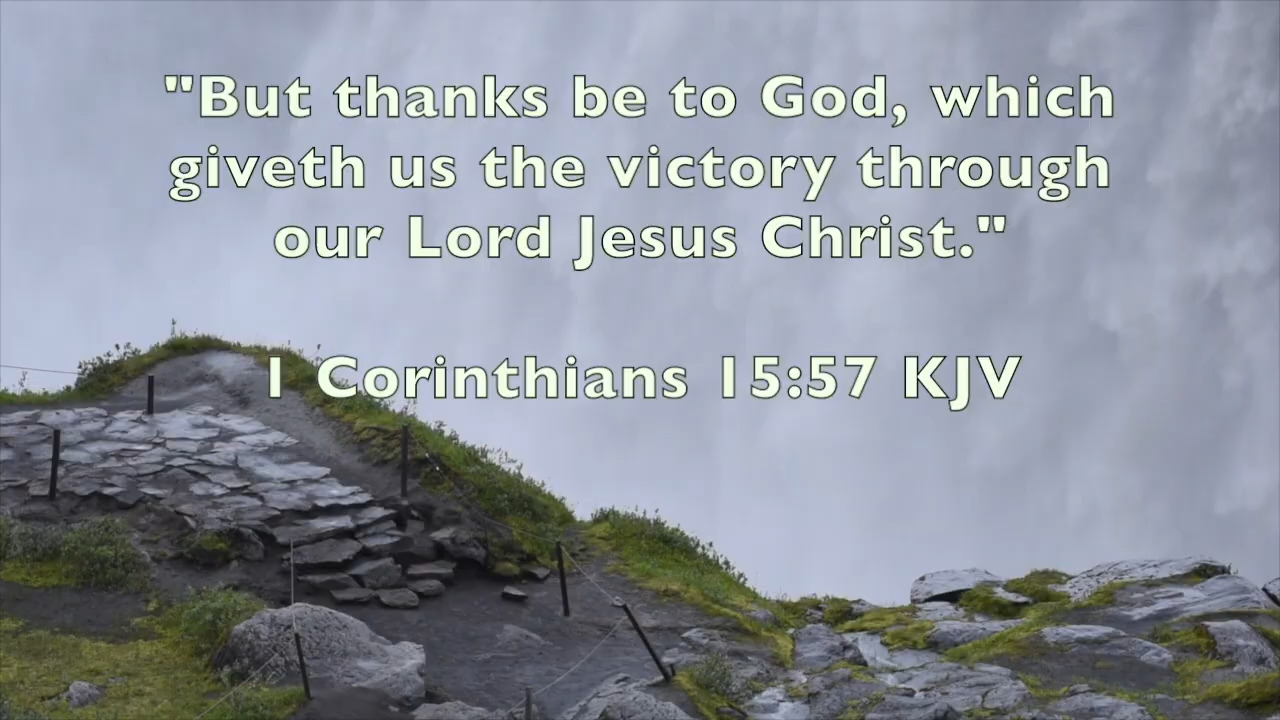 "But thanks be to God, which
giveth us the victory through
our Lord Jesus Christ."
1 Corinthians 15:57 KJV